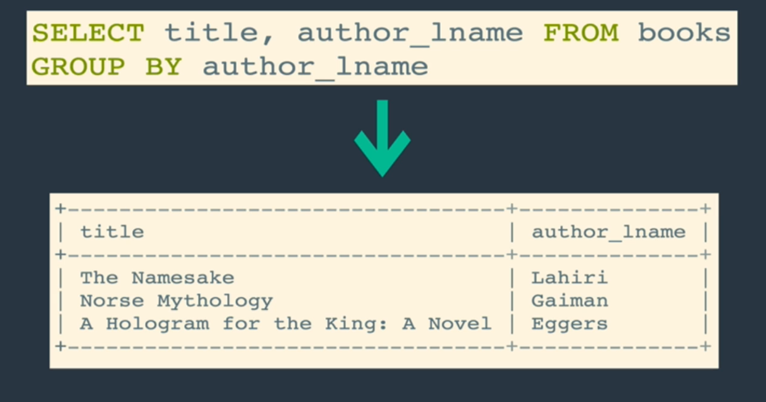 SELECT title, author_lname FROM books
GROUP BY author_lname
+----------------------------------+--------------+
| title | author_lname |
+----------------------------------+--------------+
| The Namesake | Lahiri |
| Norse Mythology | Gaiman |
| A Hologram for the King: A Novel | Eggers |
+----------------------------------+--------------+